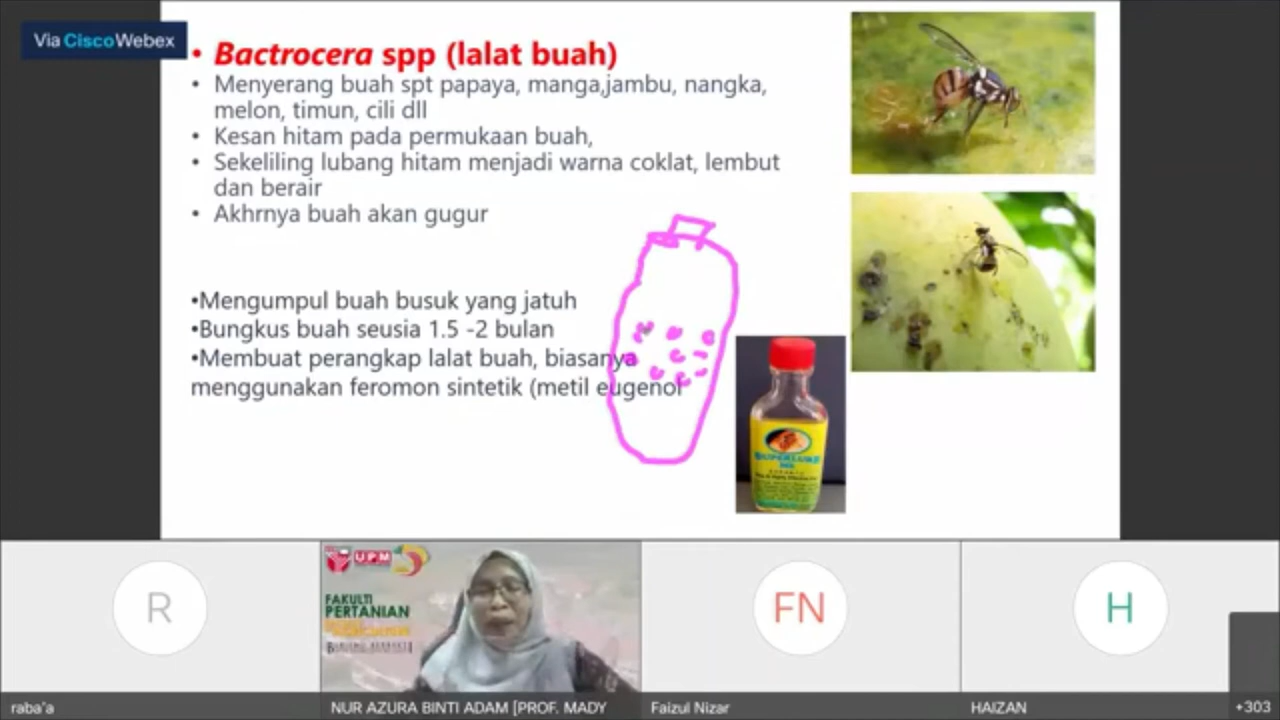 Via Cisco Webex
• Bactrocera spp (lalat buah)
• Menyerang buah spt papaya, manga,jambu, nangka,
melon, timun, cili dll
• Kesan hitam pada permukaan buah,
• Sekeliling lubang hitam menjadi warna coklat, lembut
dan berair
• Akhrnya buah akan gugur
•Mengumpul buah busuk yang jatuh
•Bungkus buah seusia 1.5 -2 bulan
•Membuat perangkap lalat buah, biasanya
menggunakan feromon sintetik (metil eugenol
SUPERLURE
R
UPM
FAKULTI
PERTANIAN
FN
H
raba'a
NUR AZURA BINTI ADAM [PROF. MADY
Faizul Nizar
HAIZAN
+303